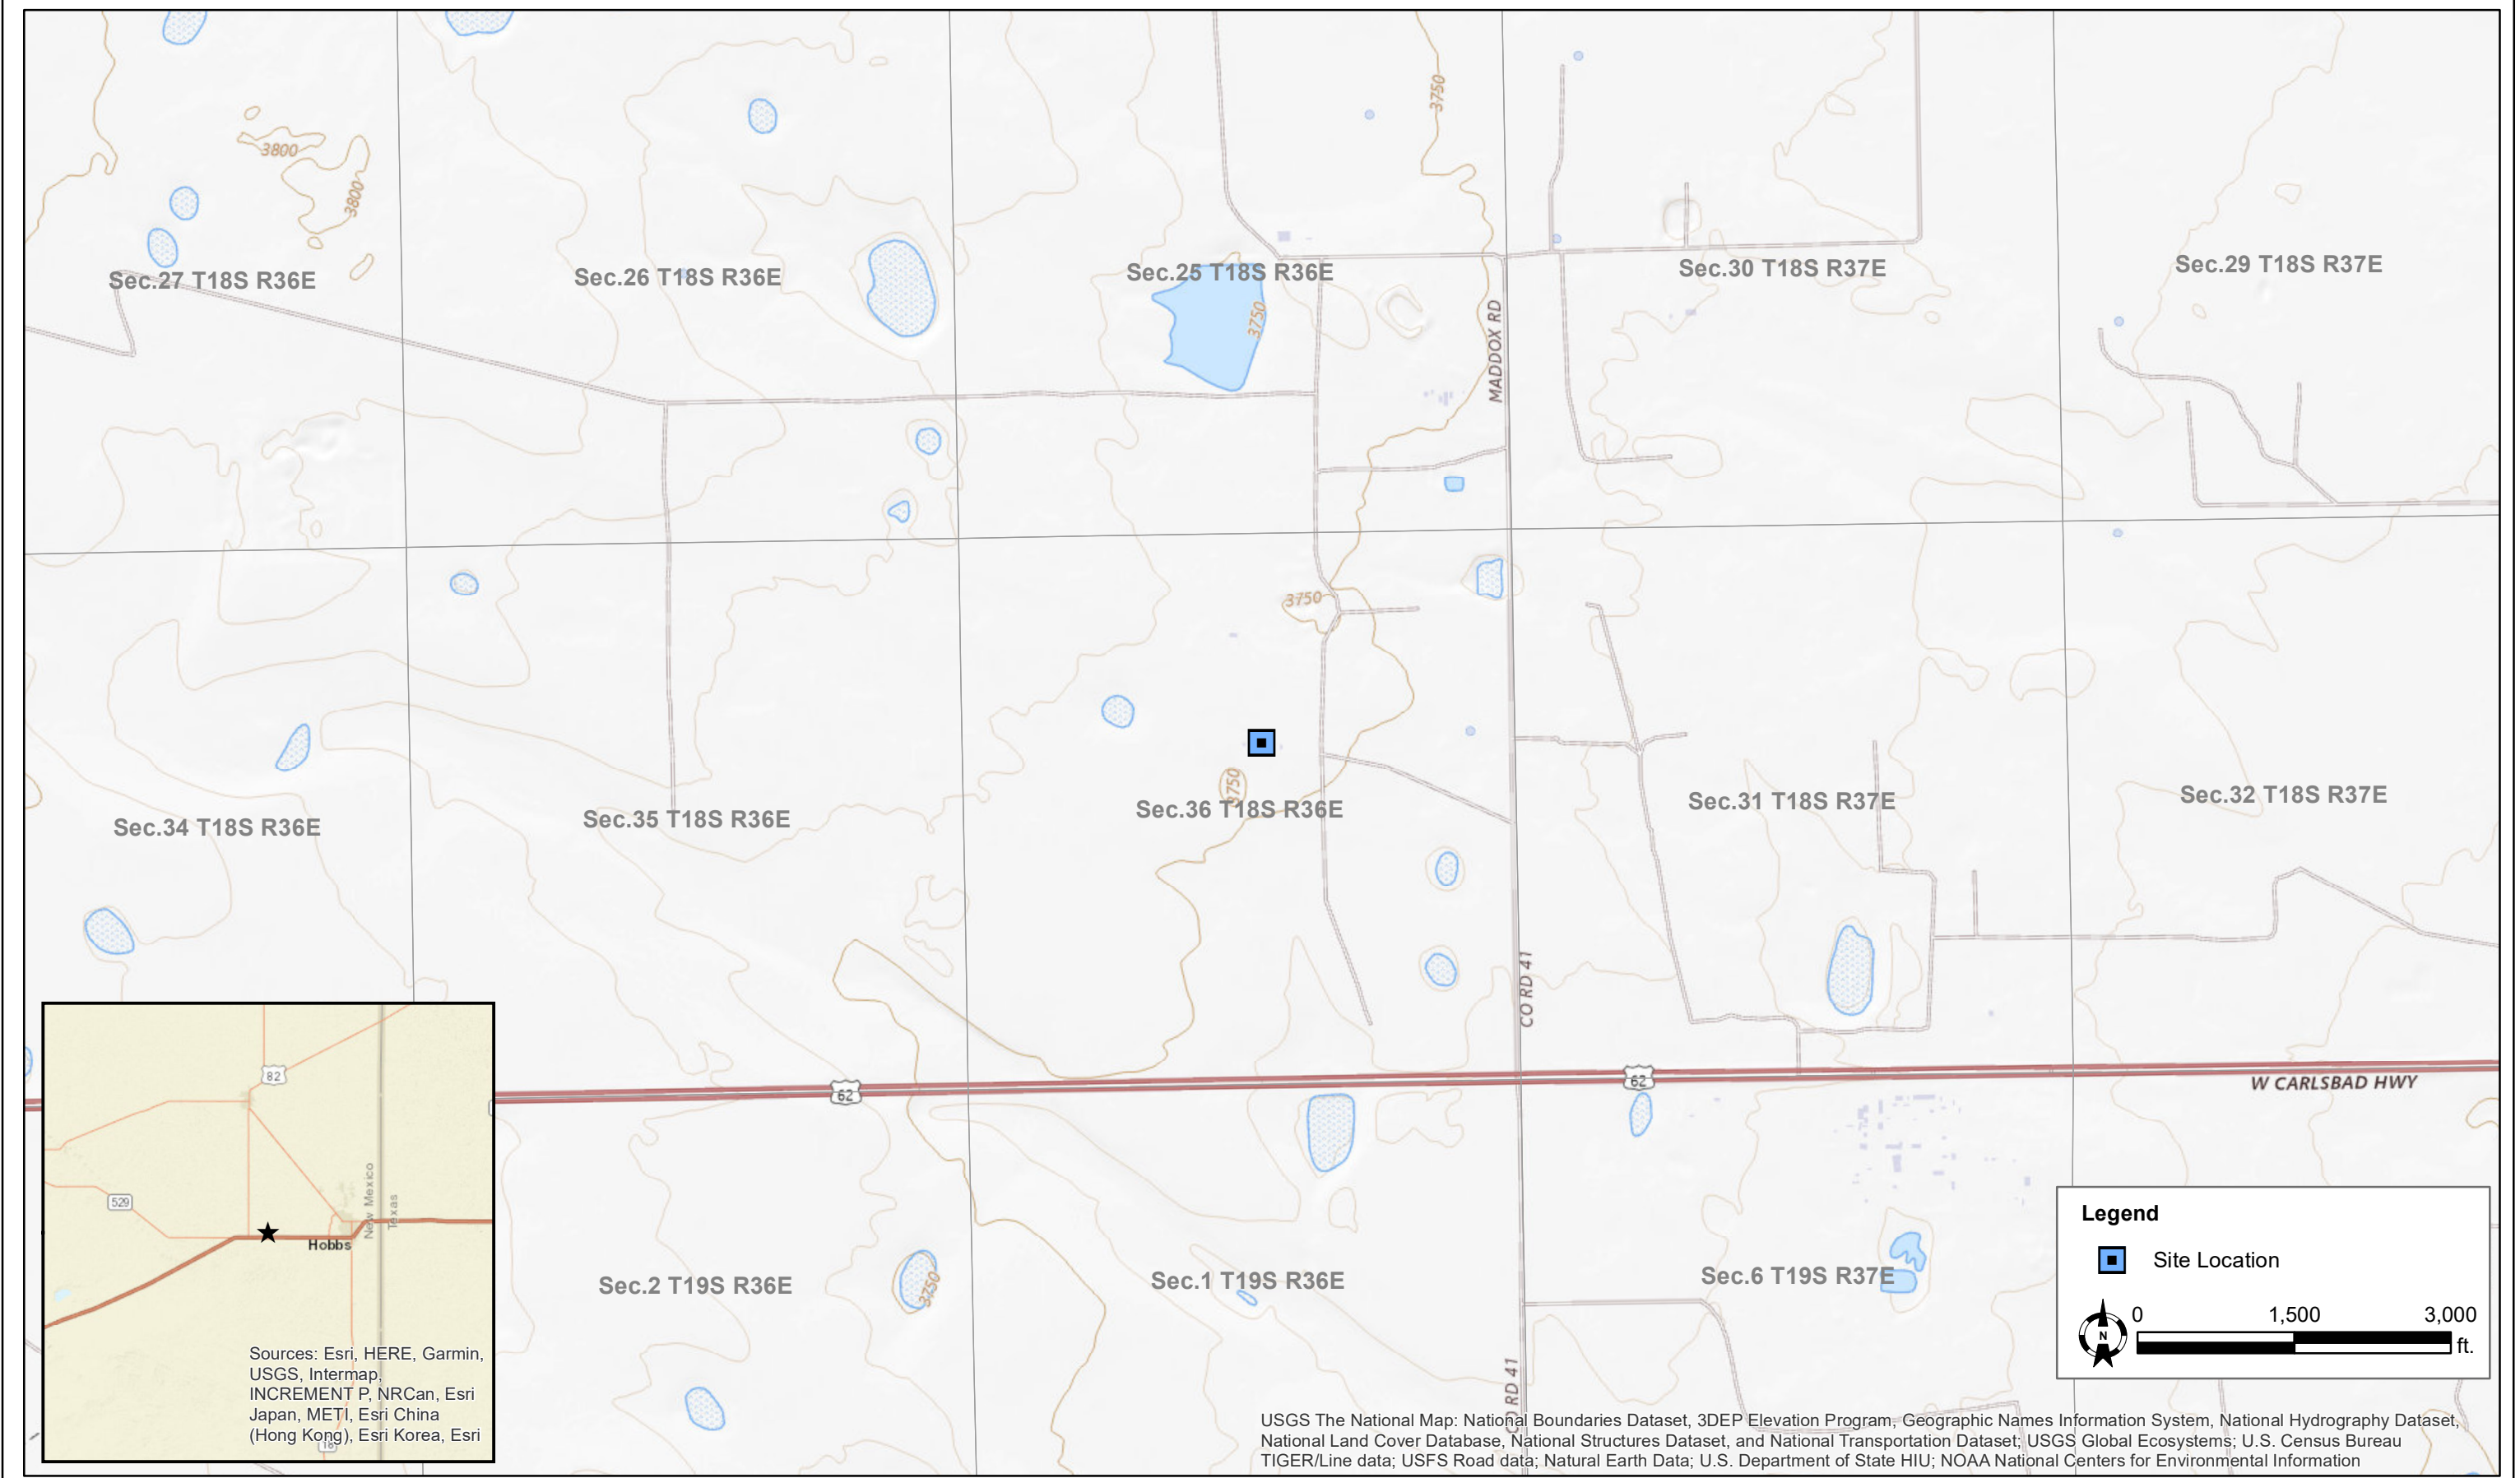 3750
3800
3800
Sec.27 T18S R36E
Sec.26 T18S R36E
Sec.25 T18S R36E
Sec.30 T18S R37E
Sec.29 T18S R37E
3750
MADDOX RD
3750
3750
Sec.34 T18S R36E
Sec.35 T18S R36E
Sec.36 T18S R36E
Sec.31 T18S R37E
Sec.32 T18S R37E
CO RD 41
62
62
W CARLSBAD HWY
82
529
New Mexico
Texas
Hobbs
18
Sources: Esri, HERE, Garmin,
USGS, Intermap,
INCREMENT P, NRCan, Esri
Japan, METI, Esri China
(Hong Kong), Esri Korea, Esri
Sec.2 T19S R36E
3750
Sec.1 T19S R36E
Sec.6 T19S R37E
CO RD 41
Legend
Site Location
N
0 1,500 3,000
ft.
USGS The National Map: National Boundaries Dataset, 3DEP Elevation Program, Geographic Names Information System, National Hydrography Dataset,
National Land Cover Database, National Structures Dataset, and National Transportation Dataset; USGS Global Ecosystems; U.S. Census Bureau
TIGER/Line data; USFS Road data; Natural Earth Data; U.S. Department of State HIU; NOAA National Centers for Environmental Information